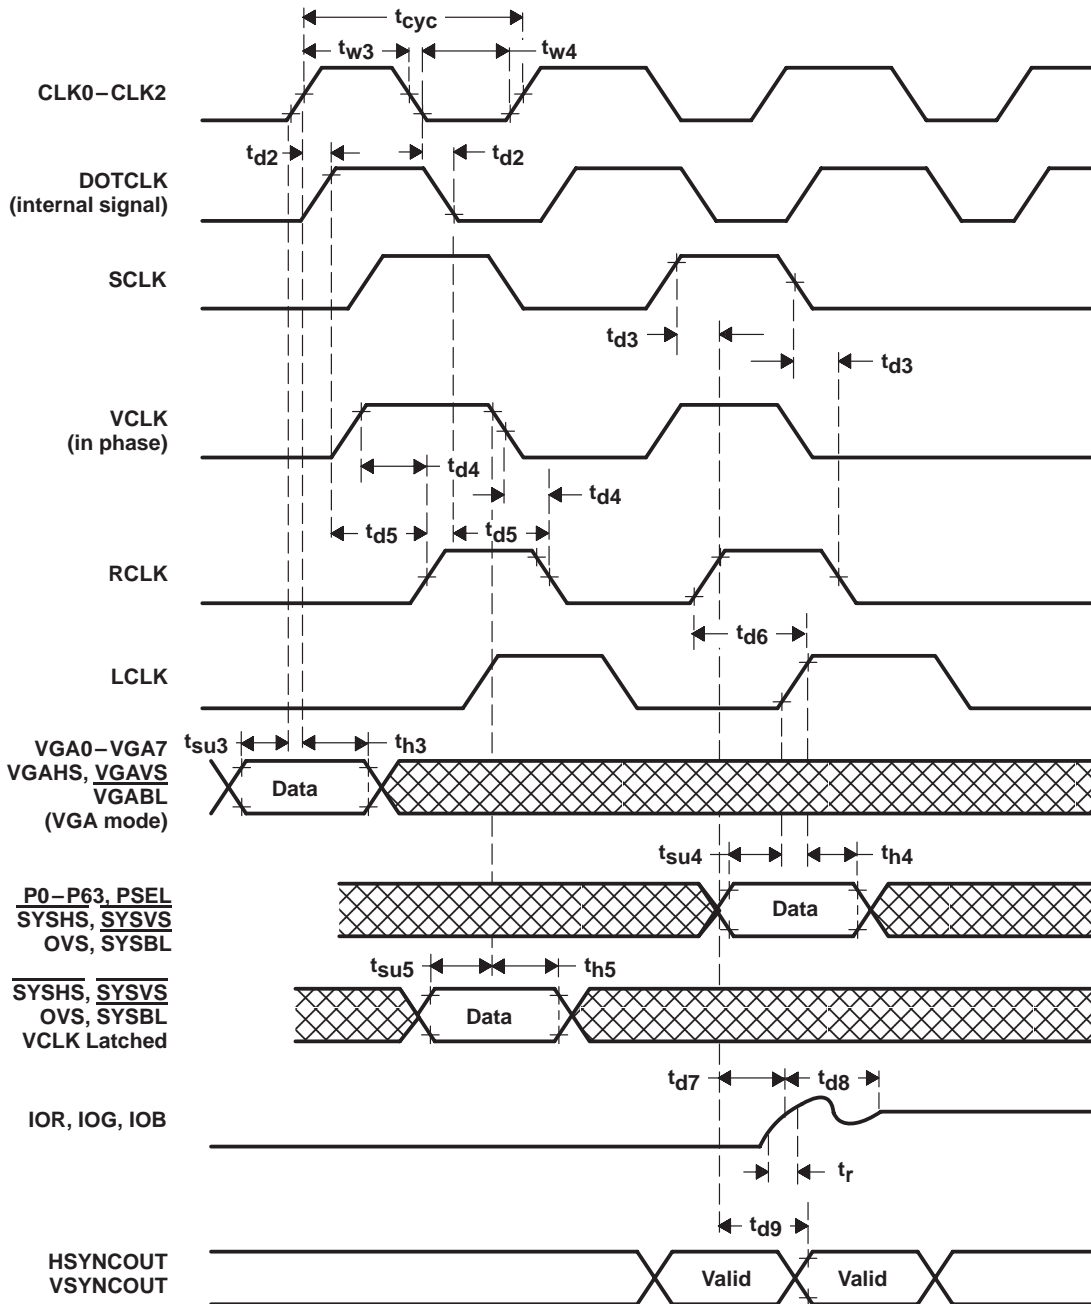 tcyc
tw3
tw4
CLK0–CLK2
td2
td2
DOTCLK
(internal signal)
SCLK
td3
td3
VCLK
(in phase)
td4
td4
td5
td5
RCLK
td6
LCLK
tsu3
th3
VGA0–VGA7
VGAHS, VGAVS
VGABL
(VGA mode)
Data
tsu4
th4
P0–P63, PSEL
SYSHS, SYSVS
OVS, SYSBL
Data
tsu5
th5
SYSHS, SYSVS
OVS, SYSBL
VCLK Latched
Data
td7
td8
IOR, IOG, IOB
tr
td9
HSYNCOUT
VSYNCOUT
Valid
Valid